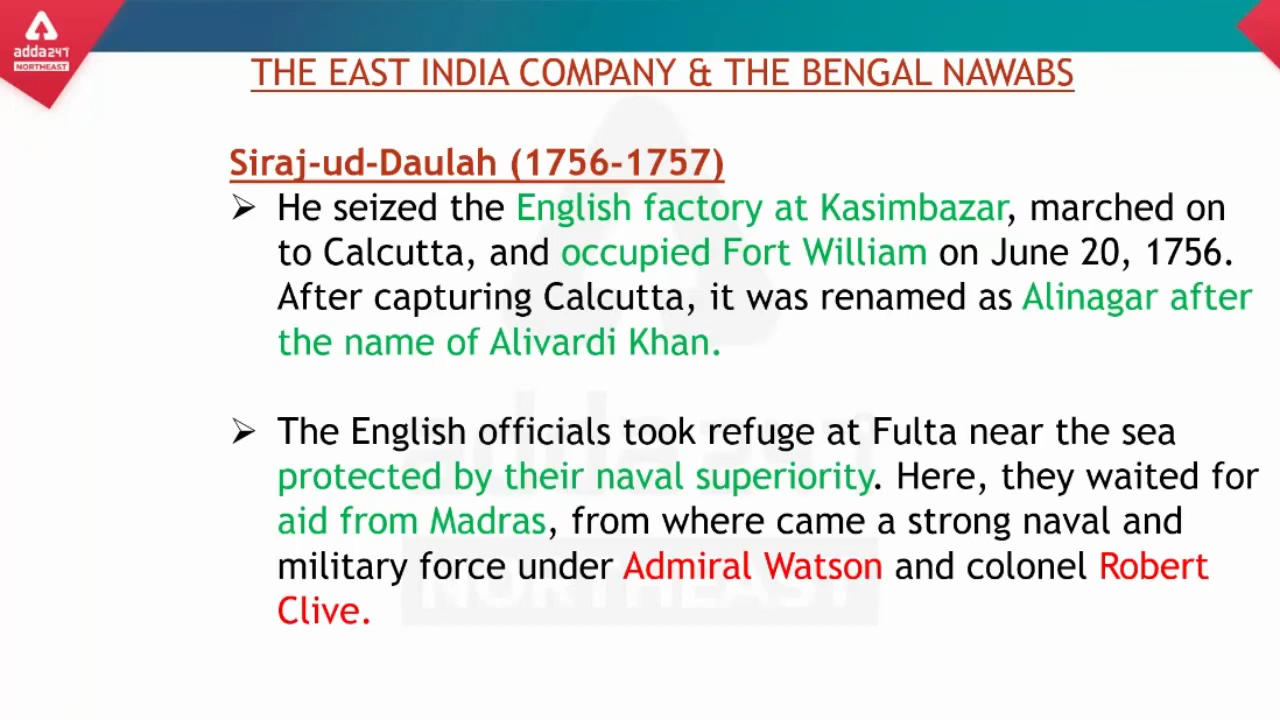 adda247
NORTHEAST
THE EAST INDIA COMPANY & THE BENGAL NAWABS
Siraj-ud-Daulah (1756-1757)
➢ He seized the English factory at Kasimbazar, marched on
to Calcutta, and occupied Fort William on June 20, 1756.
After capturing Calcutta, it was renamed as Alinagar after
the name of Alivardi Khan.
➢ The English officials took refuge at Fulta near the sea
protected by their naval superiority. Here, they waited for
aid from Madras, from where came a strong naval and
military force under Admiral Watson and colonel Robert
Clive.
adda247
NORTHEAST